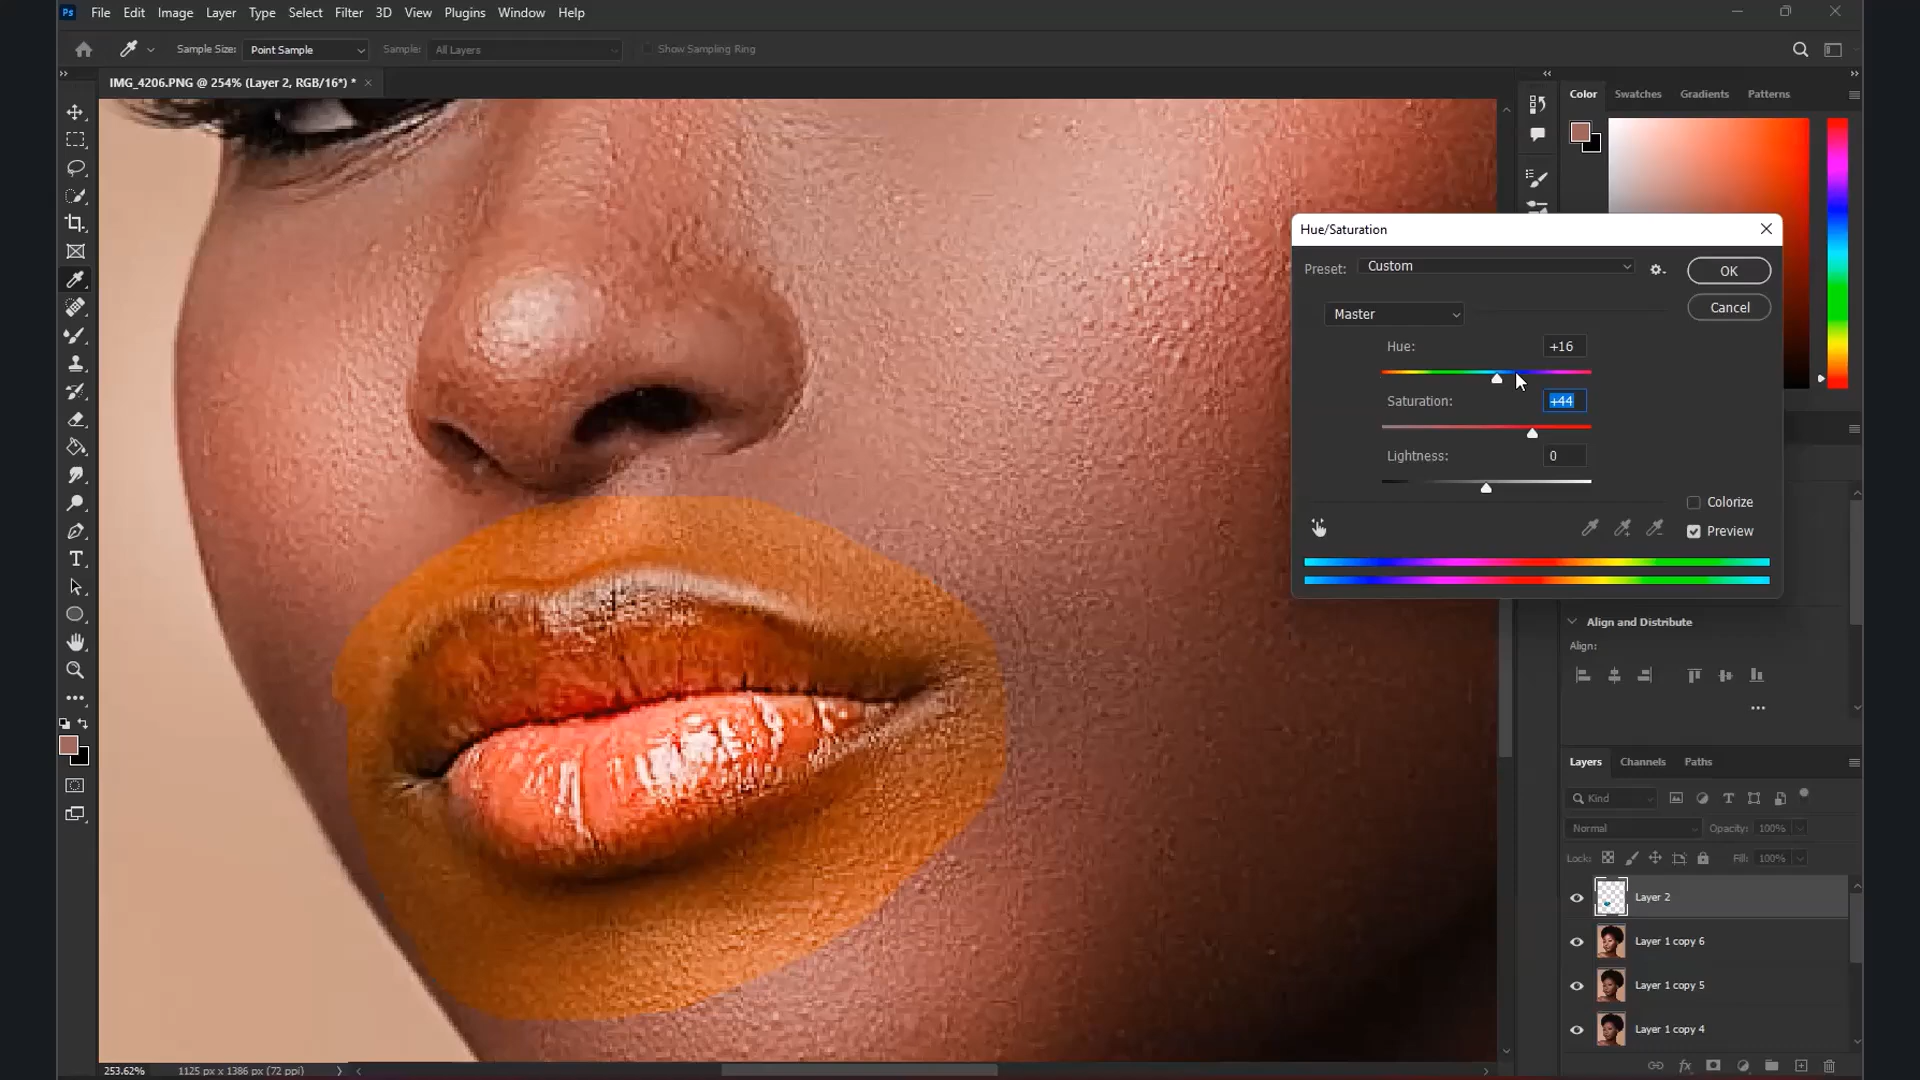 Ps File Edit Image Layer Type Select Filter 3D View Plugins Window Help
Sample Size: Point Sample Sample: All Layers Show Sampling Ring
IMG_4206.PNG @ 254% (Layer 2, RGB/16*) * ×
Color Swatches Gradients Patterns
Hue/Saturation
Preset: Custom OK
Master Cancel
Hue: +16
Saturation: +44
Lightness: 0
Colorize
Preview
Align and Distribute
Align:
Layers Channels Paths
Kind
Normal Opacity: 100%
Lock: Fill: 100%
Layer 2
Layer 1 copy 6
Layer 1 copy 5
Layer 1 copy 4
253.62% 1125 px x 1386 px (72 ppi)